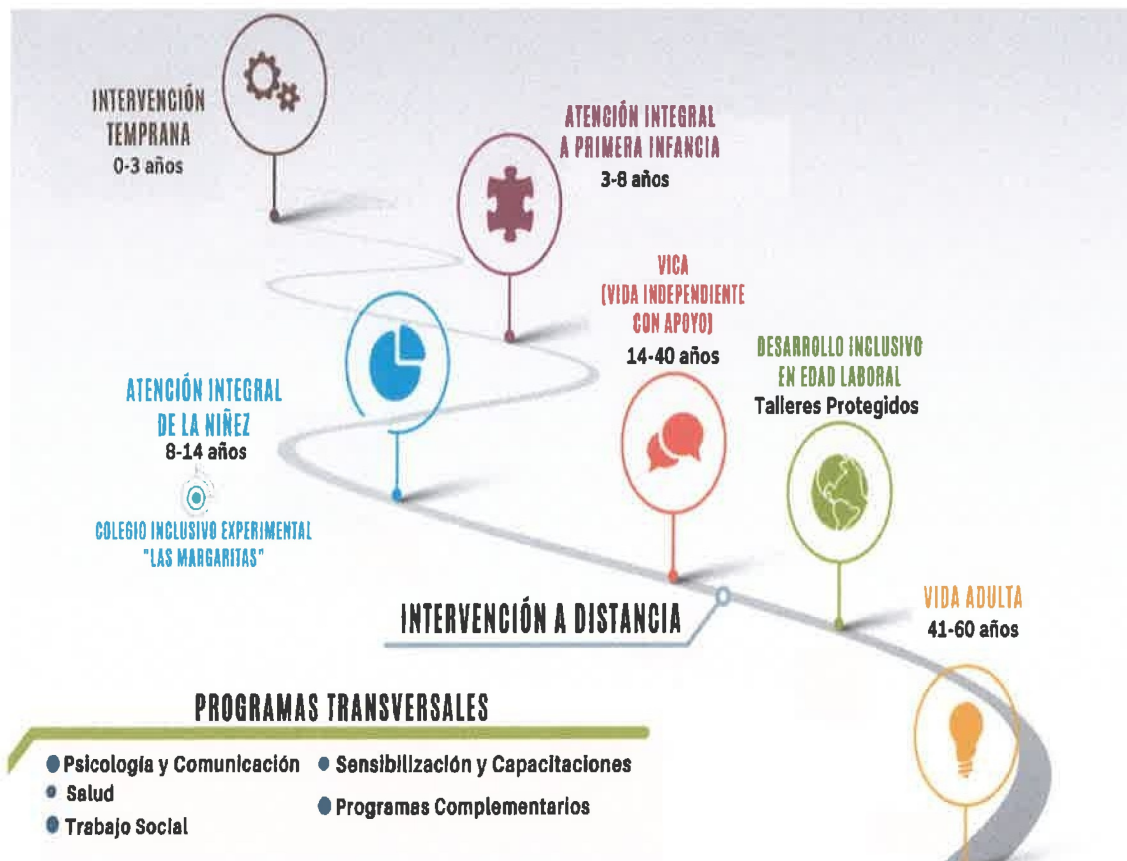 INTERVENCIÓN
TEMPRANA
0-3 años
ATENCIÓN INTEGRAL
A PRIMERA INFANCIA
3-8 años
ATENCIÓN INTEGRAL
DE LA NIÑEZ
8-14 años
COLEGIO INCLUSIVO EXPERIMENTAL
"LAS MARGARITAS"
VICA
(VIDA INDEPENDIENTE
CON APOYO)
14-40 años
DESARROLLO INCLUSIVO
EN EDAD LABORAL
Talleres Protegidos
INTERVENCIÓN A DISTANCIA
VIDA ADULTA
41-60 años
PROGRAMAS TRANSVERSALES
Psicología y Comunicación
Salud
Trabajo Social
Sensibilización y Capacitaciones
Programas Complementarios